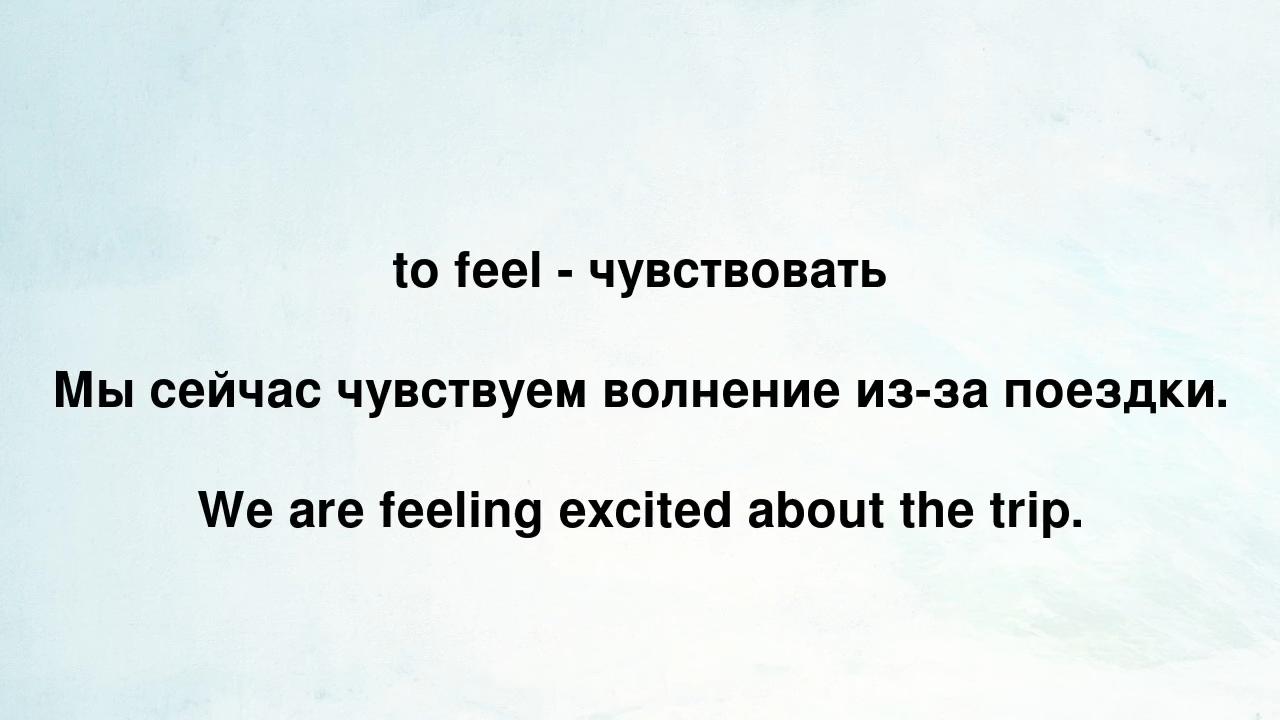 to feel - чувствовать
Мы сейчас чувствуем волнение из-за поездки.
We are feeling excited about the trip.